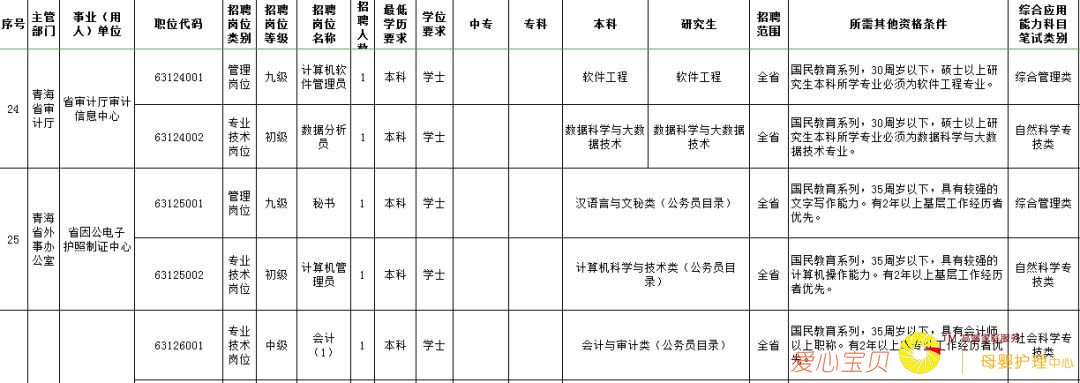 序号 主管部门 事业（用人）单位 职位代码 招聘岗位类别 招聘岗位等级 招聘岗位名称 招聘人数 最低学历要求 学位要求 中专 专科 本科 研究生 招聘范围 所需其他资格条件 综合应用能力科目笔试类别
24 青海省审计厅 省审计厅审计信息中心 63124001 管理岗位 九级 计算机软件管理员 1 本科 学士 软件工程 软件工程 全省 国民教育系列，30周岁以下，硕士以上研究生本科所学专业必须为软件工程专业。 综合管理类
63124002 专业技术岗位 初级 数据分析员 1 本科 学士 数据科学与大数据技术 数据科学与大数据技术 全省 国民教育系列，30周岁以下，硕士以上研究生本科所学专业必须为数据科学与大数据技术专业。 自然科学专技类
25 青海省外事办公室 省因公电子护照制证中心 63125001 管理岗位 九级 秘书 1 本科 学士 汉语言与文秘类（公务员目录） 全省 国民教育系列，35周岁以下，具有较强的文字写作能力。有2年以上基层工作经历者优先。 综合管理类
63125002 专业技术岗位 初级 计算机管理员 1 本科 学士 计算机科学与技术类（公务员目录） 全省 国民教育系列，35周岁以下，具有较强的计算机操作能力。有2年以上基层工作经历者优先。 自然科学专技类
63126001 专业技术岗位 中级 会计（1） 1 本科 学士 会计与审计类（公务员目录） 全省 国民教育系列，35周岁以下，具有会计师以上职称。有2年以上 工作经历者优先。 社会科学专技类
爱心宝贝 母婴护理中心